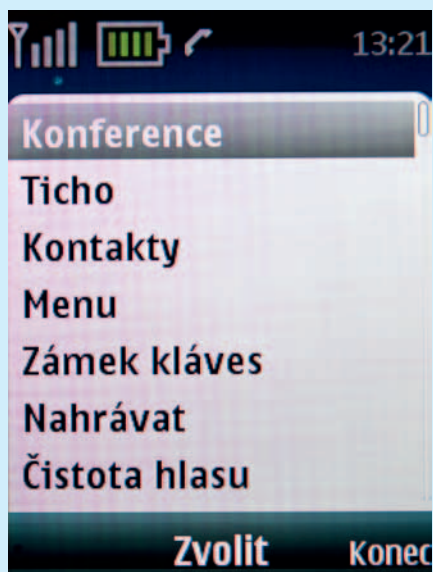 13:21
Konference
Ticho
Kontakty
Menu
Zámek kláves
Nahrávat
Čistota hlasu
Zvolit Konec